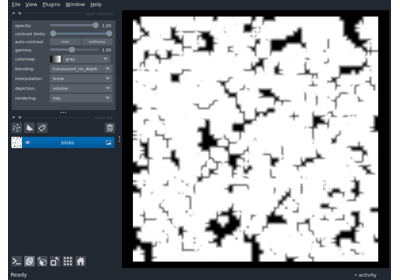 File View Plugins Window Help
opacity: 1.00
contrast limits:
auto-contrast: once continuous
gamma: 1.00
colormap: gray
blending: translucent_no_depth
interpolation: linear
depiction: volume
rendering: mip
blobs
Ready
activity